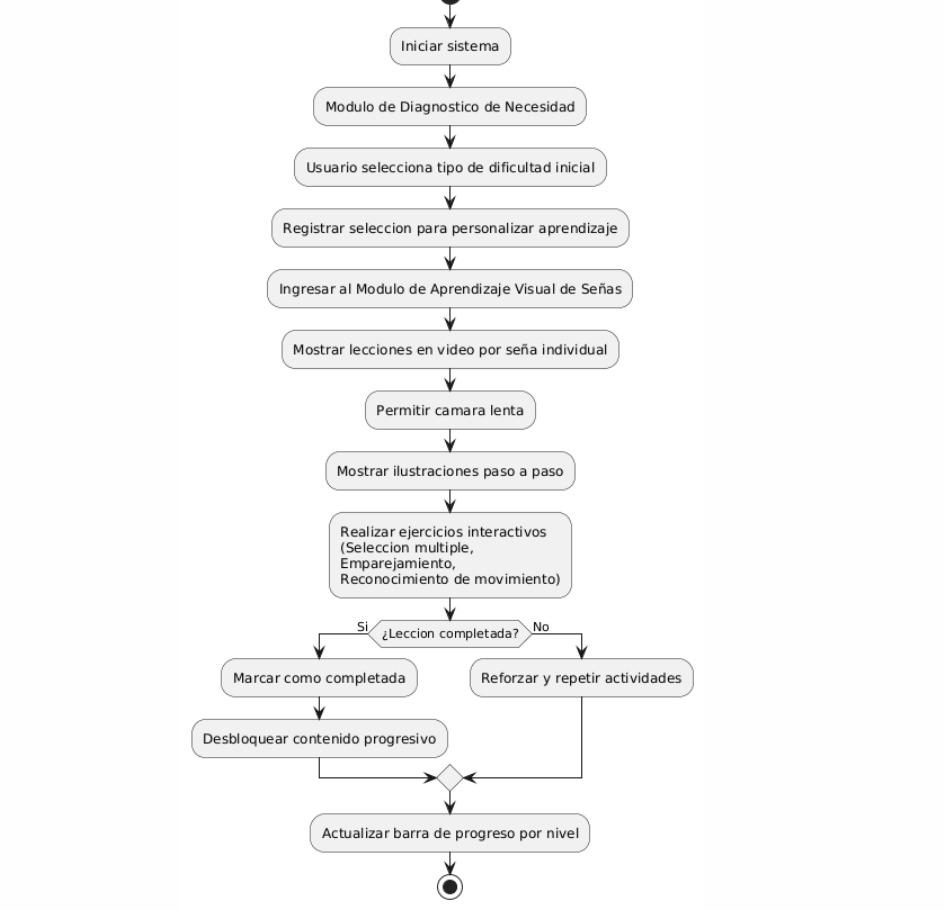 Iniciar sistema
Modulo de Diagnostico de Necesidad
Usuario selecciona tipo de dificultad inicial
Registrar seleccion para personalizar aprendizaje
Ingresar al Modulo de Aprendizaje Visual de Señas
Mostrar lecciones en video por seña individual
Permitir camara lenta
Mostrar ilustraciones paso a paso
Realizar ejercicios interactivos
(Seleccion multiple,
Emparejamiento,
Reconocimiento de movimiento)
Si
¿Leccion completada?
No
Marcar como completada
Reforzar y repetir actividades
Desbloquear contenido progresivo
Actualizar barra de progreso por nivel